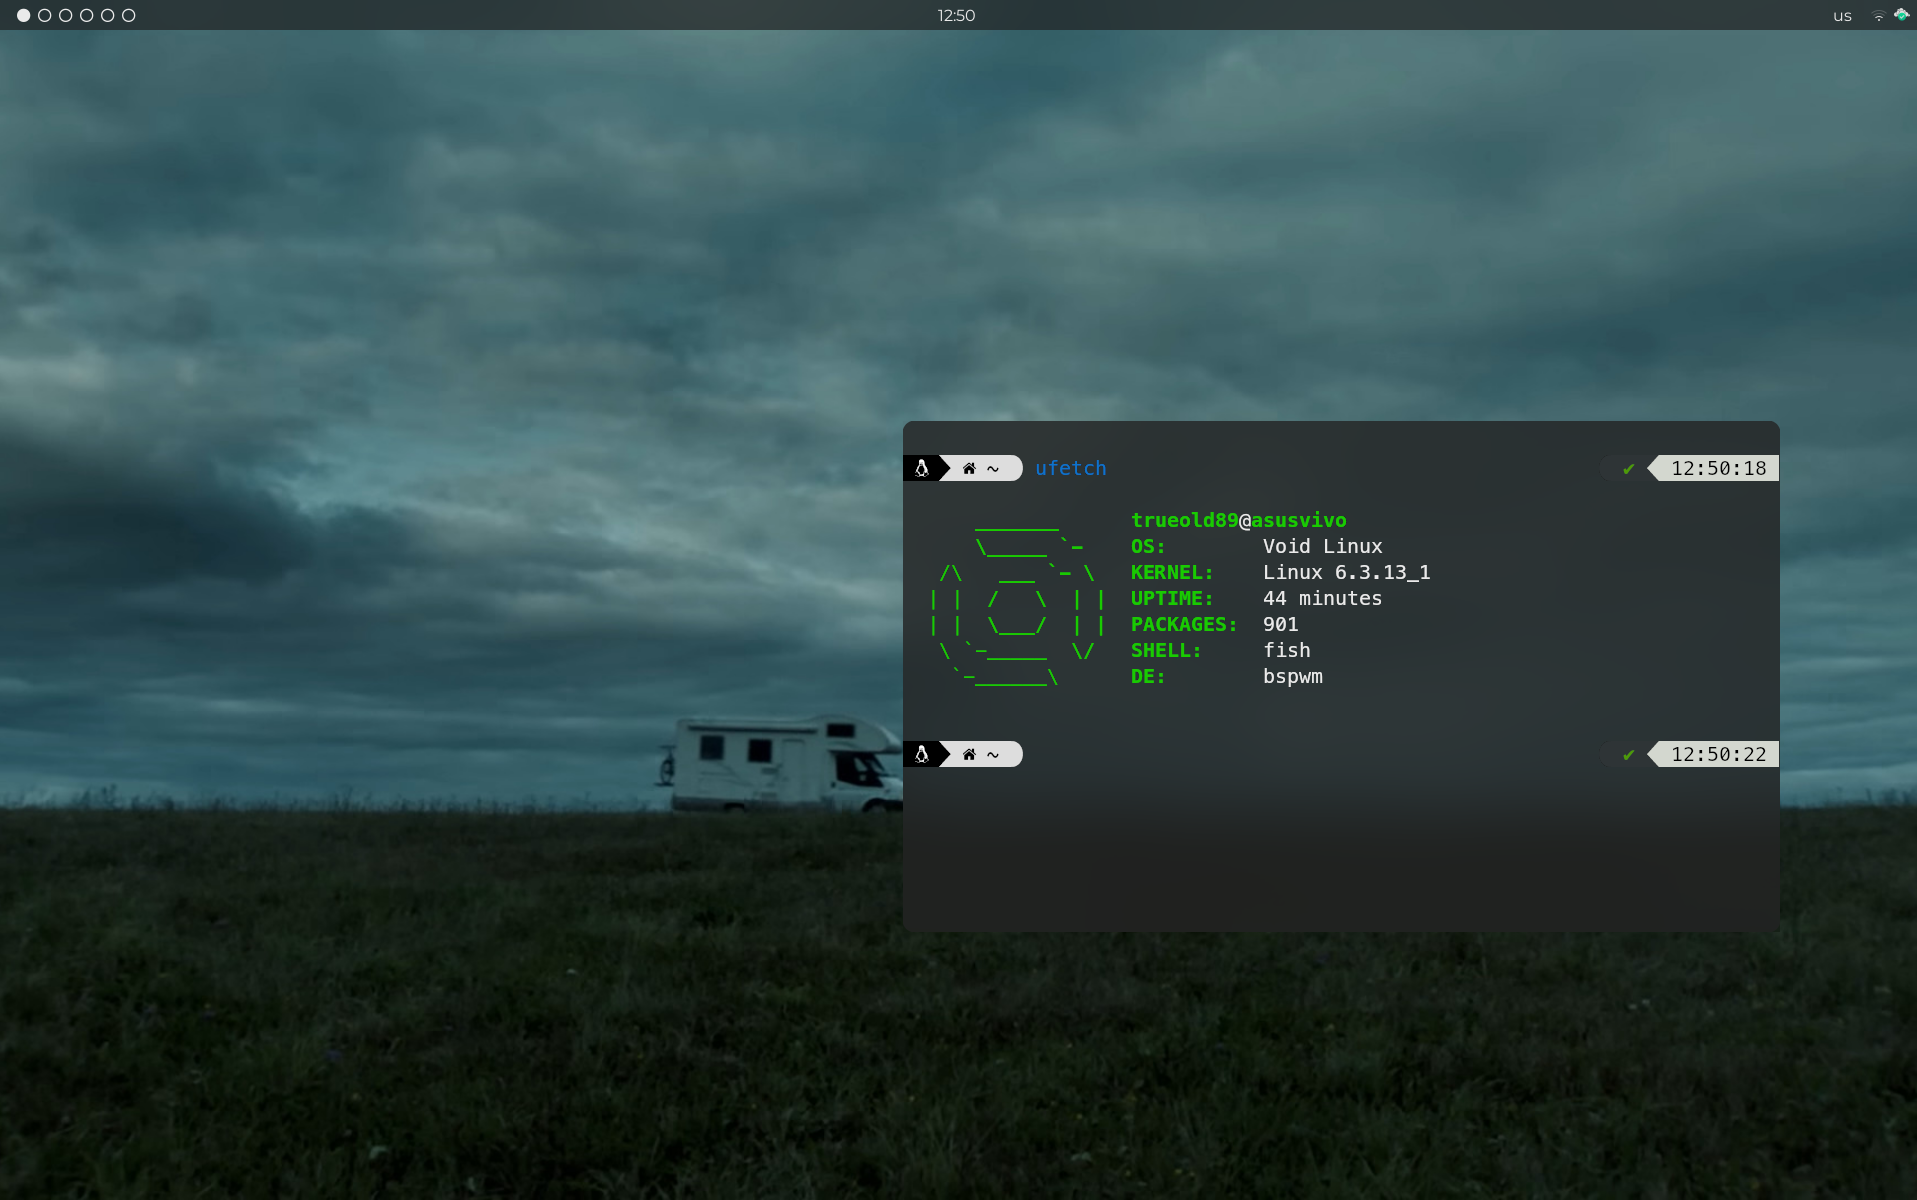 12:50
us
~ ufetch ✔ 12:50:18
trueold89@asusvivo
OS: Void Linux
KERNEL: Linux 6.3.13_1
UPTIME: 44 minutes
PACKAGES: 901
SHELL: fish
DE: bspwm
~ ✔ 12:50:22